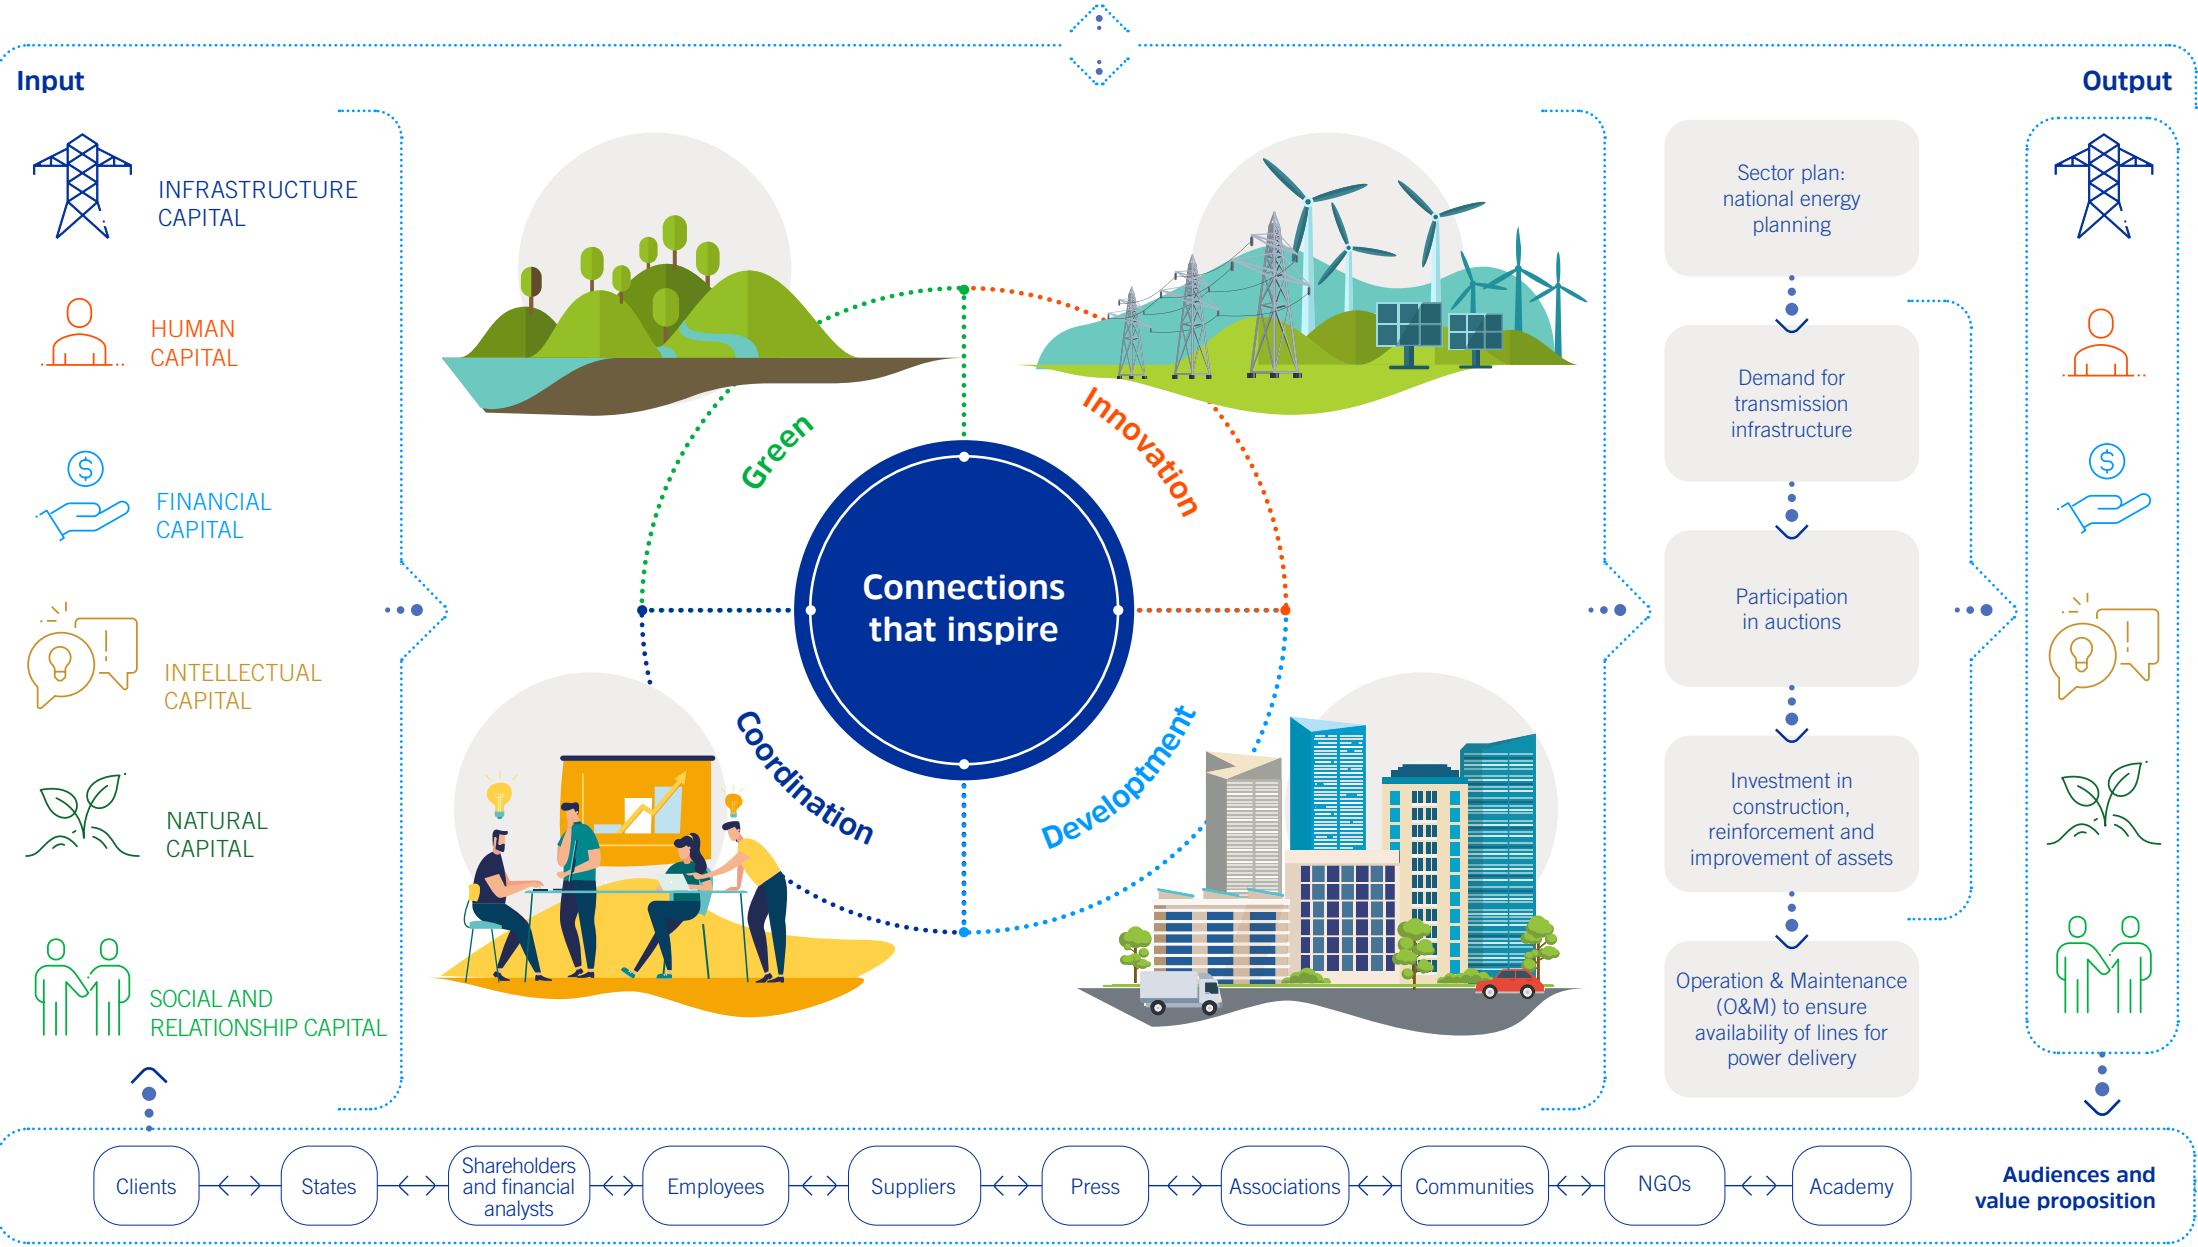 Input
Output
INFRASTRUCTURE
CAPITAL
HUMAN
CAPITAL
FINANCIAL
CAPITAL
INTELLECTUAL
CAPITAL
NATURAL
CAPITAL
SOCIAL AND
RELATIONSHIP CAPITAL
Green
Innovation
Connections
that inspire
Coordination
Developtment
Sector plan:
national energy
planning
Demand for
transmission
infrastructure
Participation
in auctions
Investment in
construction,
reinforcement and
improvement of assets
Operation & Maintenance
(O&M) to ensure
availability of lines for
power delivery
Clients
States
Shareholders
and financial
analysts
Employees
Suppliers
Press
Associations
Communities
NGOs
Academy
Audiences and
value proposition